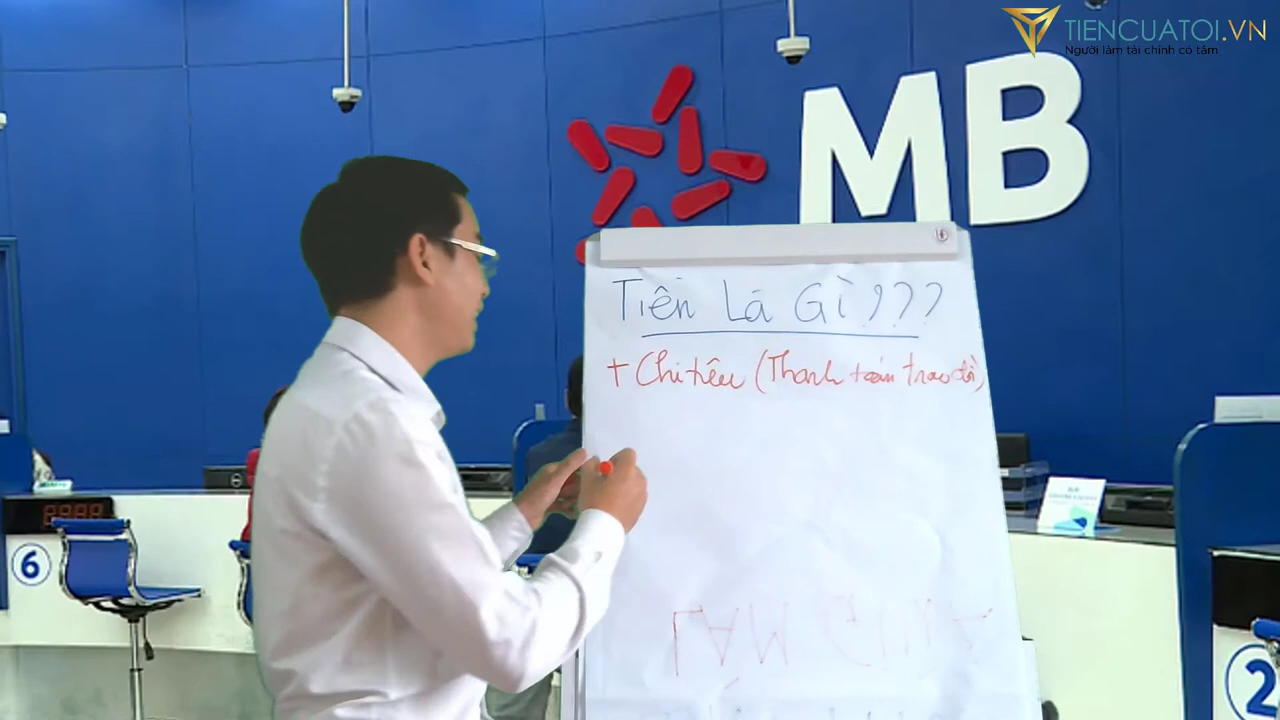 TIENCUATOI.VN
Người làm tài chính có tâm
MB
Tiền Là Gì???
+ Chi tiêu (Thanh toán trao đổi)
6
2